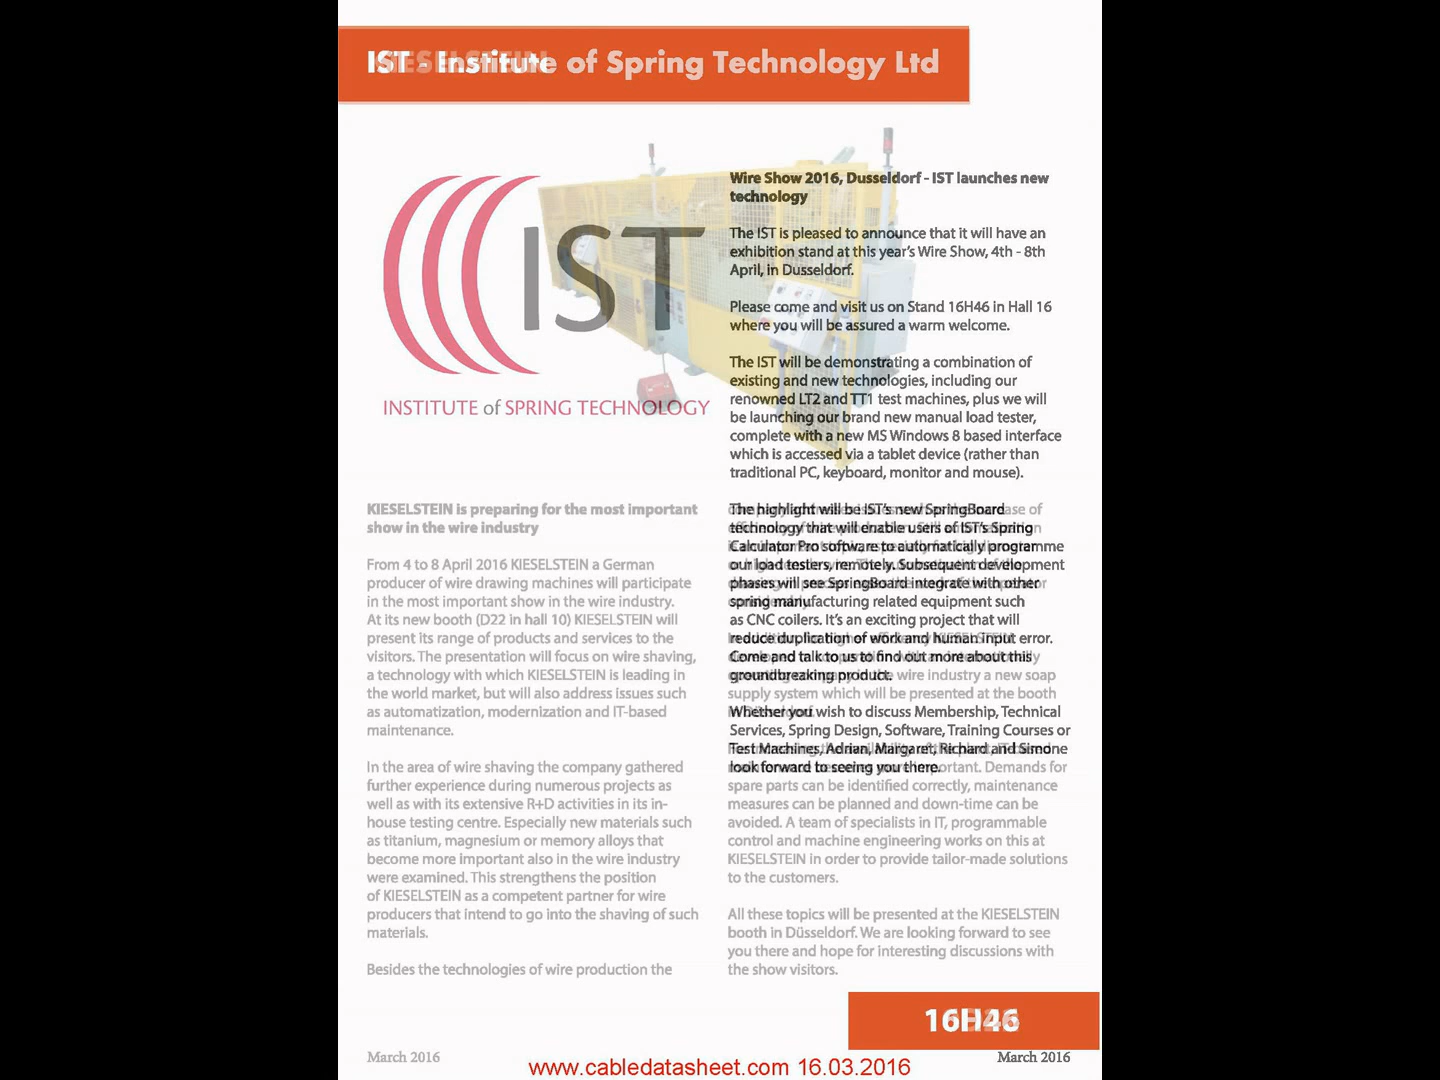 IST - Institute of Spring Technology Ltd
KIESELSTEIN
IST
INSTITUTE of SPRING TECHNOLOGY
Wire Show 2016, Dusseldorf - IST launches new
technology
The IST is pleased to announce that it will have an
exhibition stand at this year's Wire Show, 4th - 8th
April, in Dusseldorf.
Please come and visit us on Stand 16H46 in Hall 16
where you will be assured a warm welcome.
The IST will be demonstrating a combination of
existing and new technologies, including our
renowned LT2 and TT1 test machines, plus we will
be launching our brand new manual load tester,
complete with a new MS Windows 8 based interface
which is accessed via a tablet device (rather than
traditional PC, keyboard, monitor and mouse).
The highlight will be IST's new SpringBoard
technology that will enable users of IST's Spring
Calculator Pro software to automatically programme
our load testers, remotely. Subsequent development
phases will see SpringBoard integrate with other
spring manufacturing related equipment such
as CNC coilers. It's an exciting project that will
reduce duplication of work and human input error.
Come and talk to us to find out more about this
groundbreaking product.
Whether you wish to discuss Membership, Technical
Services, Spring Design, Software, Training Courses or
Test Machines, Adrian, Margaret, Richard and Simone
look forward to seeing you there.
KIESELSTEIN is preparing for the most important
show in the wire industry
From 4 to 8 April 2016 KIESELSTEIN a German
producer of wire drawing machines will participate
in the most important show in the wire industry.
At its new booth (D22 in hall 10) KIESELSTEIN will
present its range of products and services to the
visitors. The presentation will focus on wire shaving,
a technology with which KIESELSTEIN is leading in
the world market, but will also address issues such
as automatization, modernization and IT-based
maintenance.
In the area of wire shaving the company gathered
further experience during numerous projects as
well as with its extensive R+D activities in its in-
house testing centre. Especially new materials such
as titanium, magnesium or memory alloys that
become more important also in the wire industry
were examined. This strengthens the position
of KIESELSTEIN as a competent partner for wire
producers that intend to go into the shaving of such
materials.
Besides the technologies of wire production the
the wire industry a new soap
supply system which will be presented at the booth
important. Demands for
spare parts can be identified correctly, maintenance
measures can be planned and down-time can be
avoided. A team of specialists in IT, programmable
control and machine engineering works on this at
KIESELSTEIN in order to provide tailor-made solutions
to the customers.
All these topics will be presented at the KIESELSTEIN
booth in Düsseldorf. We are looking forward to see
you there and hope for interesting discussions with
the show visitors.
16H46
March 2016
www.cabledatasheet.com 16.03.2016
March 2016